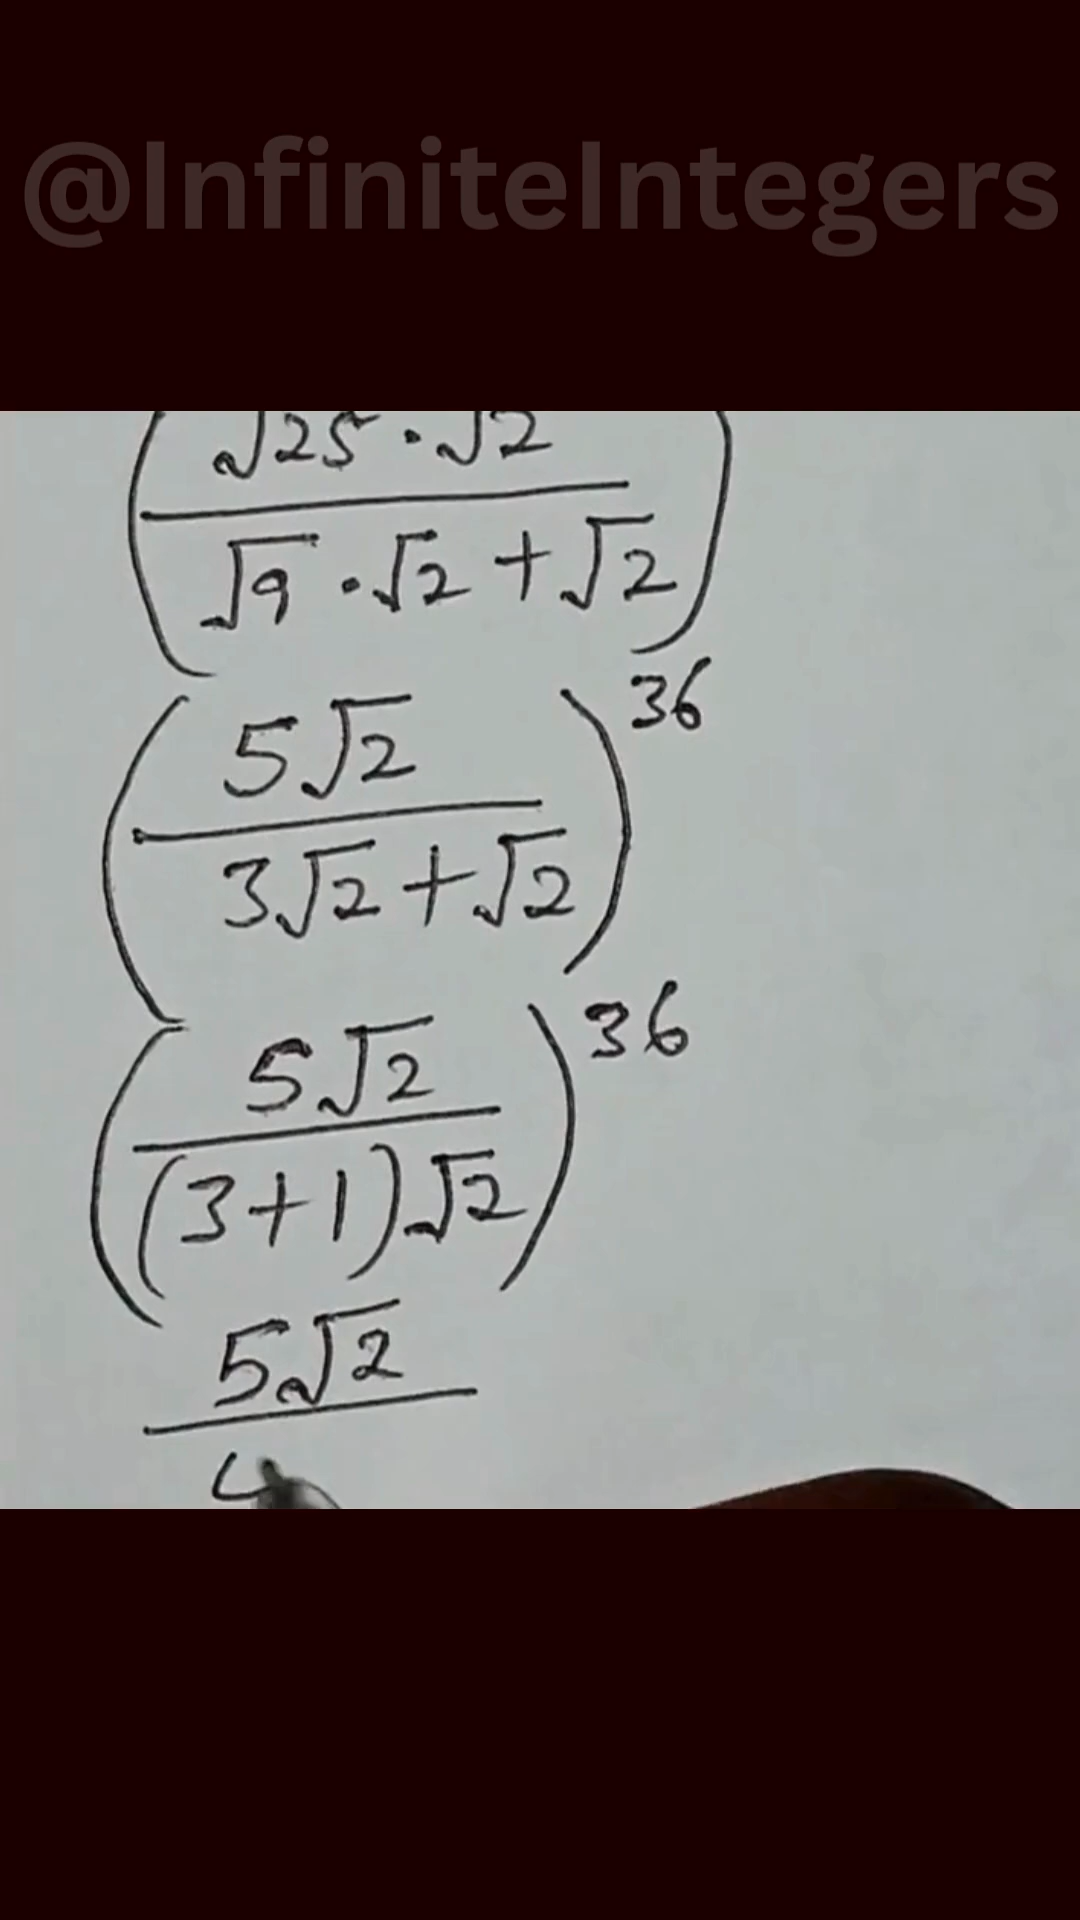 @InfiniteIntegers
(√25 · √2
√9 · √2 + √2)
(5√2
3√2 + √2)³⁶
(5√2
(3+1)√2)³⁶
5√2
4